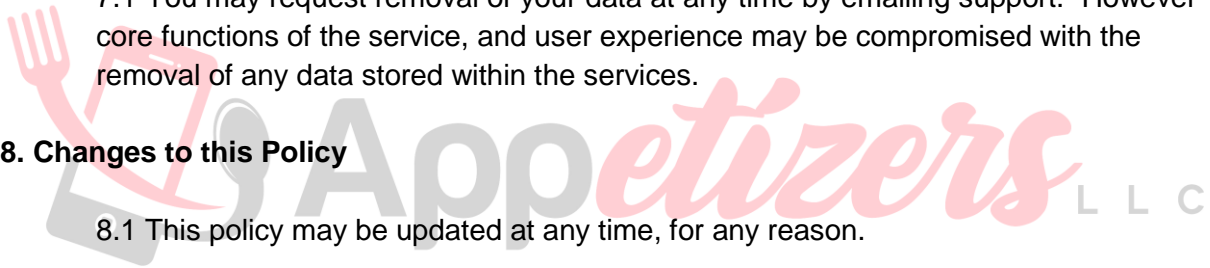 7.1 You may request removal of your data at any time by emailing support. However
core functions of the service, and user experience may be compromised with the
removal of any data stored within the services.
8. Changes to this Policy
Appetizers LLC
8.1 This policy may be updated at any time, for any reason.